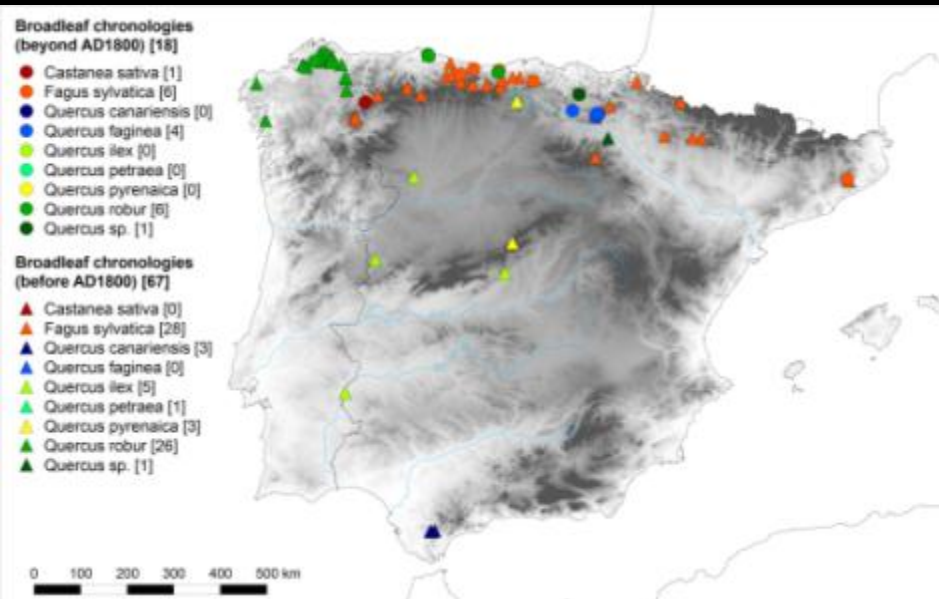 Broadleaf chronologies
(beyond AD1800) [18]
Castanea sativa [1]
Fagus sylvatica [6]
Quercus canariensis [0]
Quercus faginea [4]
Quercus ilex [0]
Quercus petraea [0]
Quercus pyrenaica [0]
Quercus robur [6]
Quercus sp. [1]
Broadleaf chronologies
(before AD1800) [67]
Castanea sativa [0]
Fagus sylvatica [28]
Quercus canariensis [3]
Quercus faginea [0]
Quercus ilex [5]
Quercus petraea [1]
Quercus pyrenaica [3]
Quercus robur [26]
Quercus sp. [1]
0 100 200 300 400 500 km